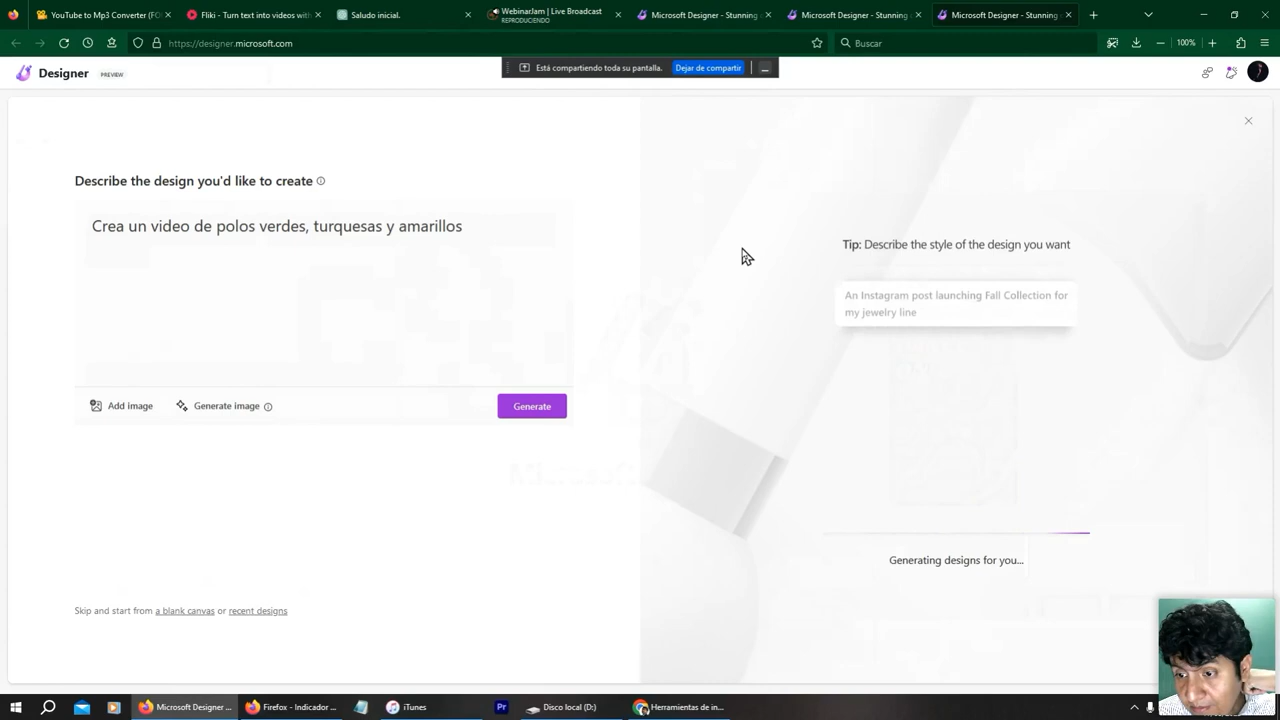 YouTube to Mp3 Converter (FO
Fliki - Turn text into videos with
Saludo inicial.
WebinarJam | Live Broadcast
REPRODUCIENDO
Microsoft Designer - Stunning
Microsoft Designer - Stunning
Microsoft Designer - Stunning
https://designer.microsoft.com
Buscar
100%
Designer
PREVIEW
Está compartiendo toda su pantalla.
Dejar de compartir
Describe the design you'd like to create
Crea un video de polos verdes, turquesas y amarillos
Add image
Generate image
Generate
Tip: Describe the style of the design you want
An Instagram post launching Fall Collection for
my jewelry line
Generating designs for you...
Skip and start from a blank canvas or recent designs
Microsoft Designer ...
Firefox - Indicador ...
iTunes
Pr
Disco local (D:)
Herramientas de in...